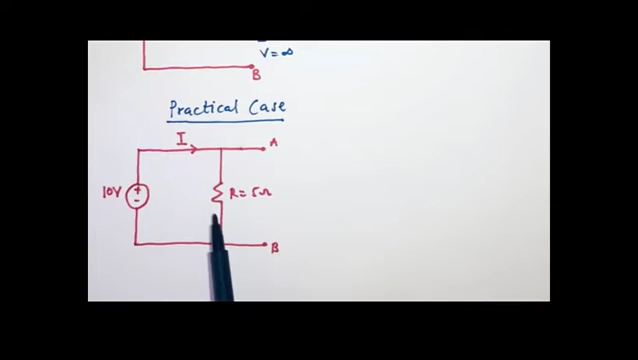 V = ∞
B
Practical Case
I
A
10V
+
-
R = 5Ω
B